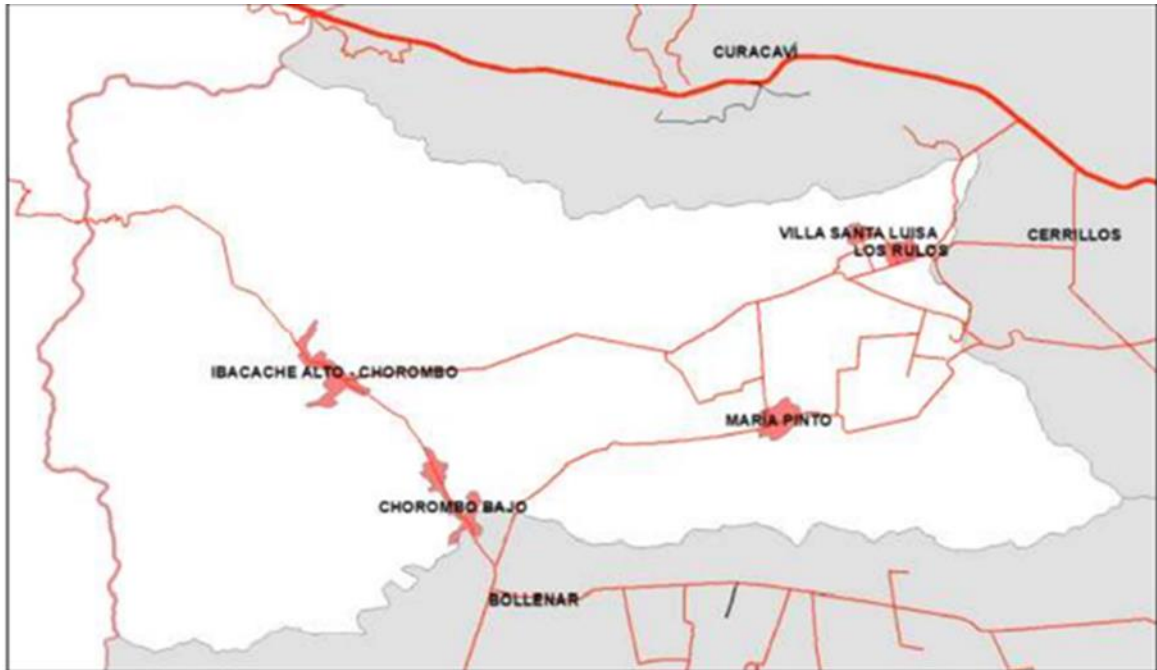 CURACAVÍ
VILLA SANTA LUISA
CERRILLOS
LOS RULOS
IBACACHE ALTO - CHOROMBO
MARÍA PINTO
CHOROMBO BAJO
BOLLENAR